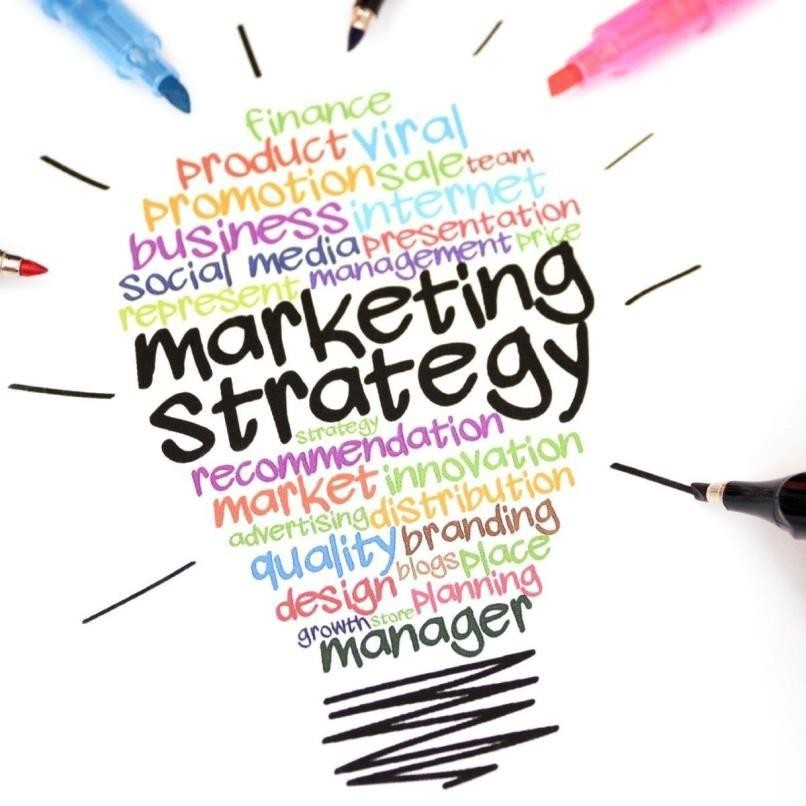 finance
product viral
promotion sale team
business internet
social media presentation
represent management price
marketing
strategy
strategy
recommendation
market innovation
advertising distribution
quality branding
design blogs place
growth store planning
manager